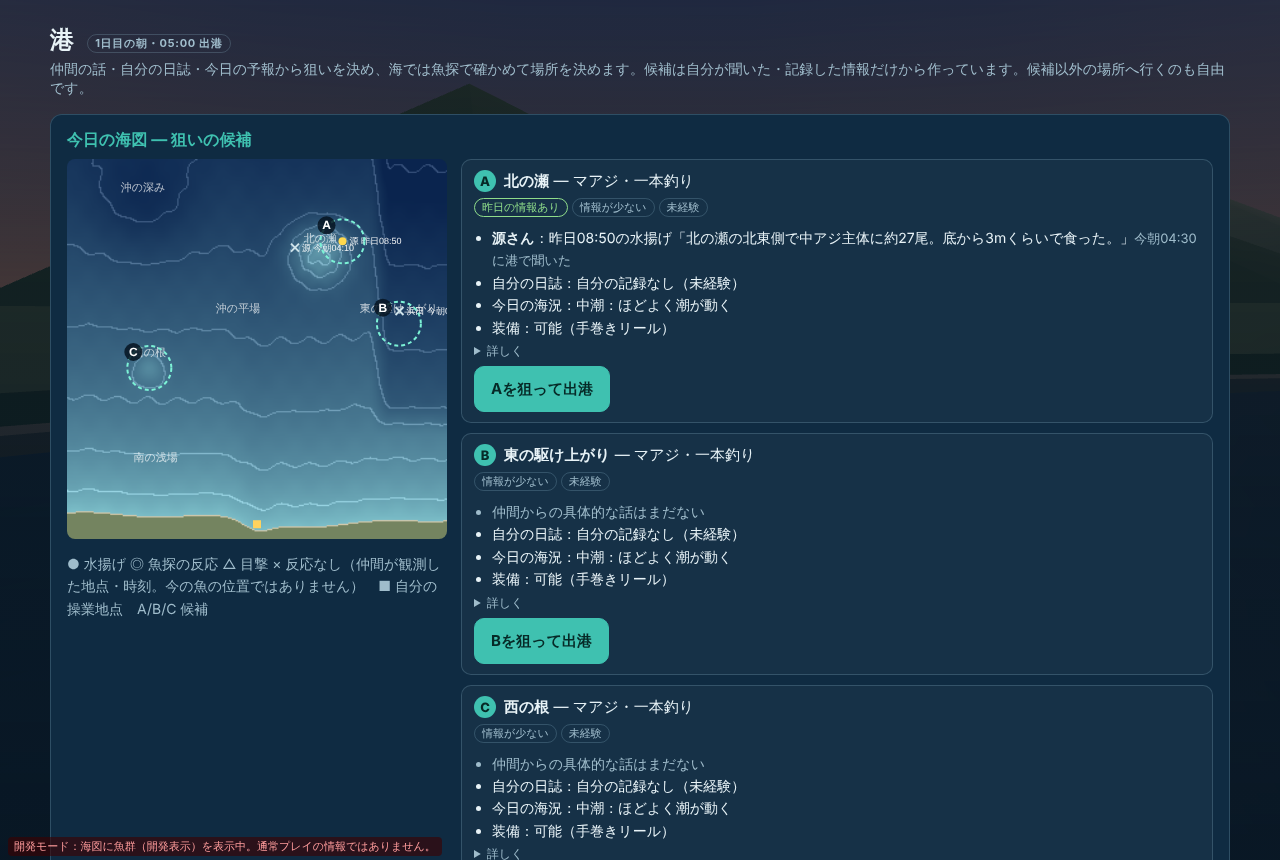 港 1日目の朝・05:00 出港
仲間の話・自分の日誌・今日の予報から狙いを決め、海では魚探で確かめて場所を決めます。候補は自分が聞いた・記録した情報だけから作っています。候補以外の場所へ行くのも自由
です。
今日の海図 — 狙いの候補
沖の深み
A
北の瀬
源 昨日08:50
源 今朝04:10
沖の平場
B
C
の根
南の浅場
● 水揚げ ◎ 魚探の反応 △ 目撃 × 反応なし（仲間が観測し
た地点・時刻。今の魚の位置ではありません） ■ 自分の
操業地点 A/B/C 候補
A 北の瀬 — マアジ・一本釣り
昨日の情報あり 情報が少ない 未経験
• 源さん：昨日08:50の水揚げ「北の瀬の北東側で中アジ主体に約27尾。底から3mくらいで食った。」今朝04:30
に港で聞いた
• 自分の日誌：自分の記録なし（未経験）
• 今日の海況：中潮：ほどよく潮が動く
• 装備：可能（手巻きリール）
▶ 詳しく
Aを狙って出港
B 東の駆け上がり — マアジ・一本釣り
情報が少ない 未経験
• 仲間からの具体的な話はまだない
• 自分の日誌：自分の記録なし（未経験）
• 今日の海況：中潮：ほどよく潮が動く
• 装備：可能（手巻きリール）
▶ 詳しく
Bを狙って出港
C 西の根 — マアジ・一本釣り
情報が少ない 未経験
• 仲間からの具体的な話はまだない
• 自分の日誌：自分の記録なし（未経験）
• 今日の海況：中潮：ほどよく潮が動く
• 装備：可能（手巻きリール）
▶ 詳しく
開発モード：海図に魚群（開発表示）を表示中。通常プレイの情報ではありません。